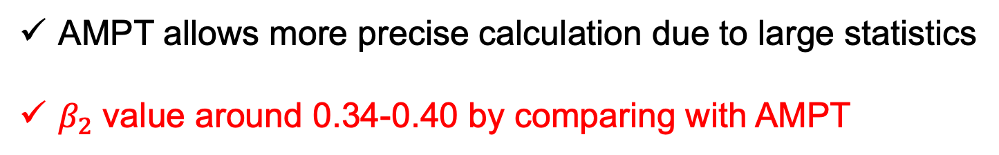 ✓ AMPT allows more precise calculation due to large statistics
✓ β₂ value around 0.34-0.40 by comparing with AMPT